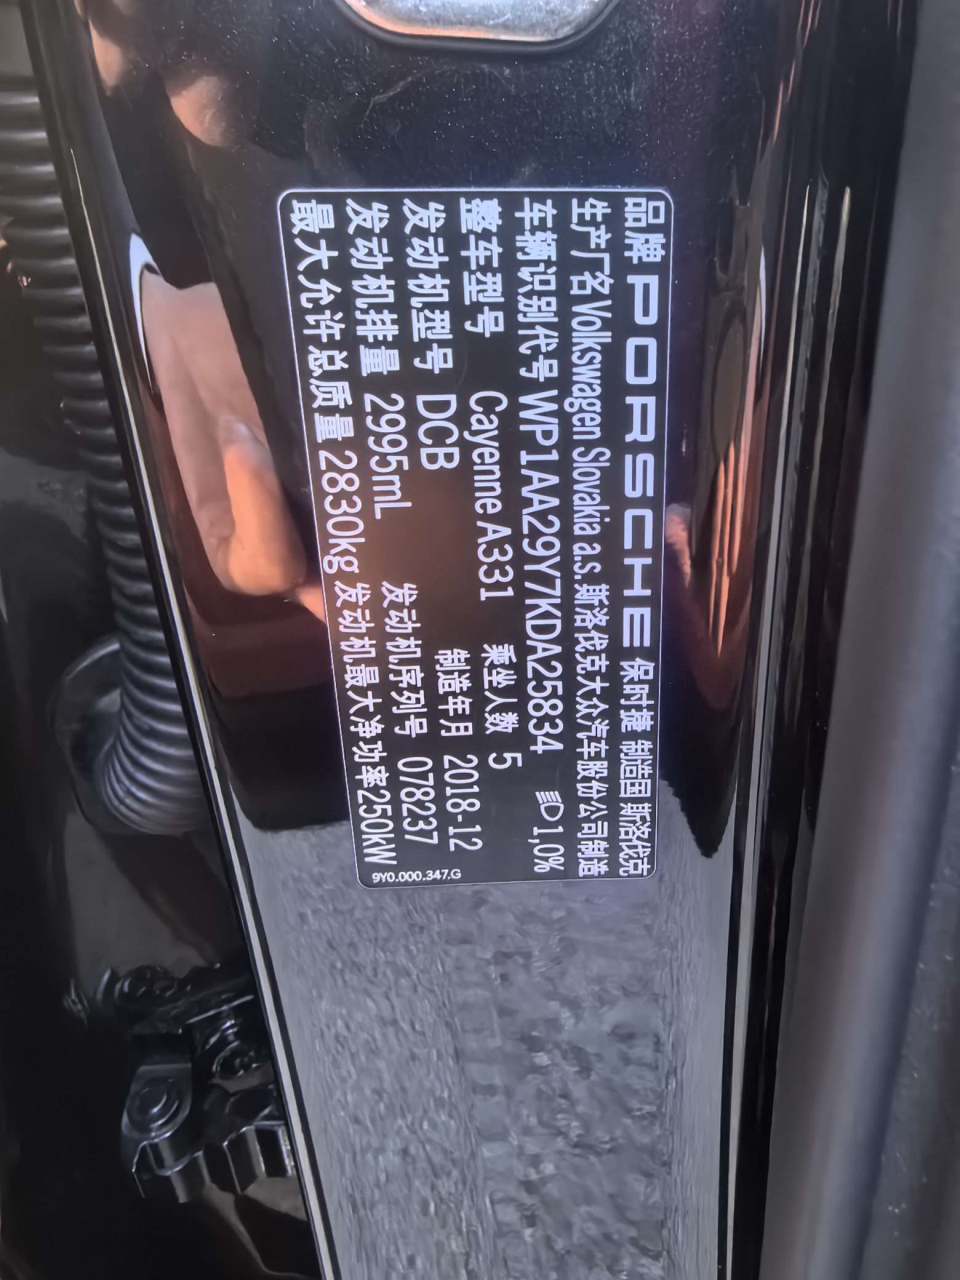 品牌 PORSCHE 保时捷 制造国 斯洛伐克
生产厂名 Volkswagen Slovakia a.s. 斯洛伐克大众汽车股份公司制造
车辆识别代号 WP1AA29Y7KDA25834 1,0%
整车型号 Cayenne A331 乘坐人数 5
发动机型号 DCB 制造年月 2018-12
发动机排量 2995mL 发动机序列号 078237
最大允许总质量 2830kg 发动机最大净功率250kW
9Y0.000.347.G